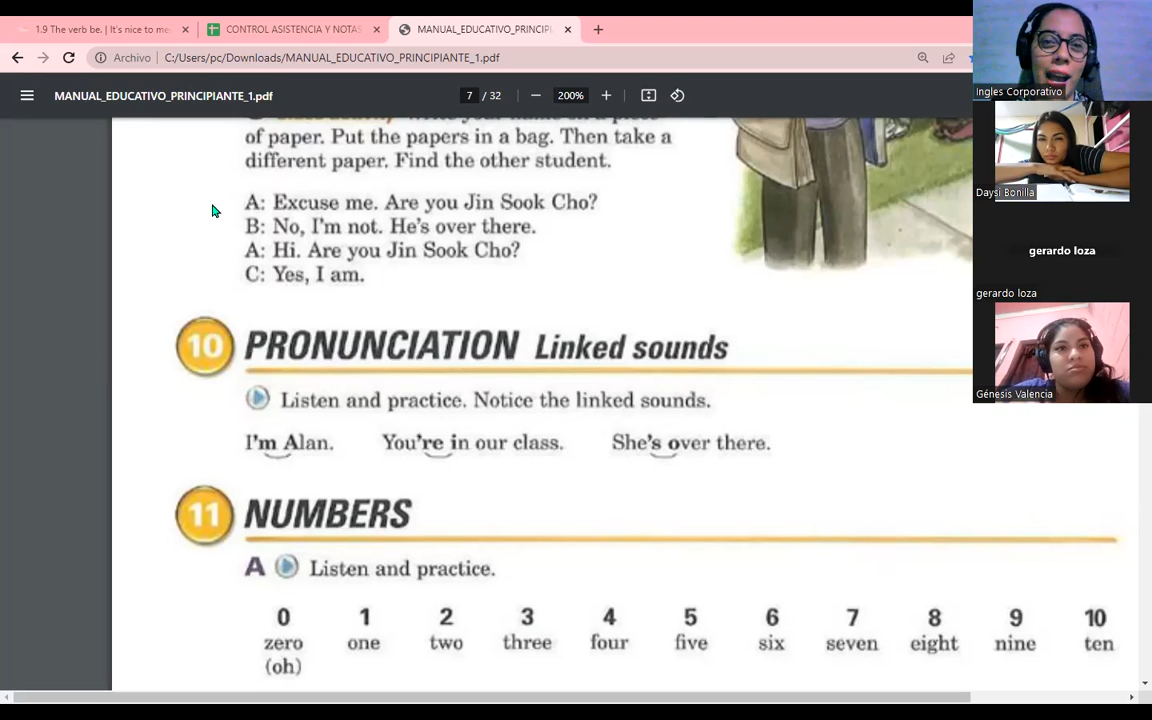 1.9 The verb be. | It's nice to me
CONTROL ASISTENCIA Y NOTAS
MANUAL_EDUCATIVO_PRINCIPI
Archivo
C:/Users/pc/Downloads/MANUAL_EDUCATIVO_PRINCIPIANTE_1.pdf
MANUAL_EDUCATIVO_PRINCIPIANTE_1.pdf
7 / 32
200%
of paper. Put the papers in a bag. Then take a
different paper. Find the other student.
A: Excuse me. Are you Jin Sook Cho?
B: No, I'm not. He's over there.
A: Hi. Are you Jin Sook Cho?
C: Yes, I am.
10 PRONUNCIATION Linked sounds
Listen and practice. Notice the linked sounds.
I'm Alan. You're in our class. She's over there.
11 NUMBERS
A Listen and practice.
0 1 2 3 4 5 6 7 8 9 10
zero one two three four five six seven eight nine ten
(oh)
Ingles Corporativo
Daysi Bonilla
gerardo loza
gerardo loza
Génesis Valencia